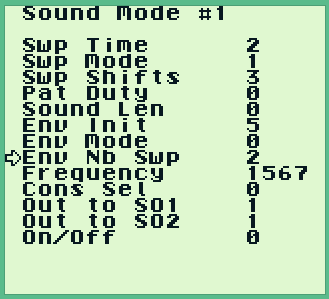 Sound Mode #1
Swp Time 2
Swp Mode 1
Swp Shifts 3
Pat Duty 0
Sound Len 0
Env Init 5
Env Mode 0
Env Nb Swp 2
Frequency 1567
Cons Sel 0
Out to SO1 1
Out to SO2 1
On/Off 0